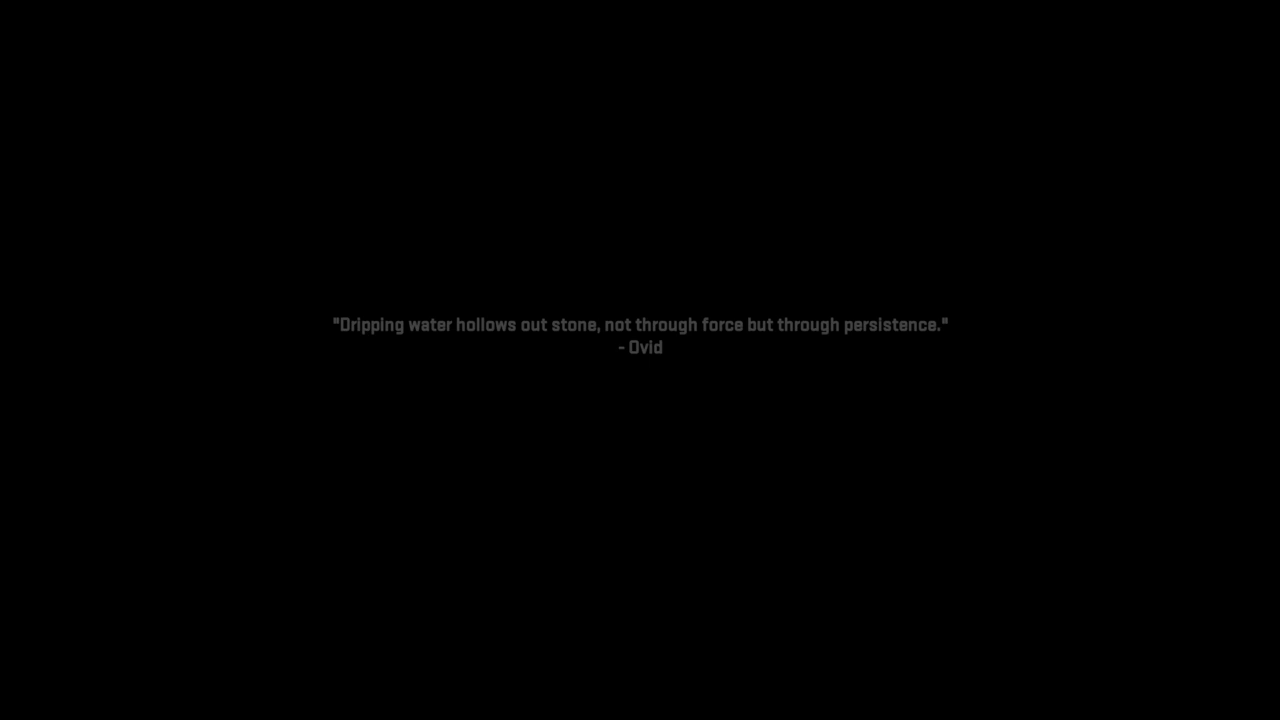 "Dripping water hollows out stone, not through force but through persistence."
- Ovid